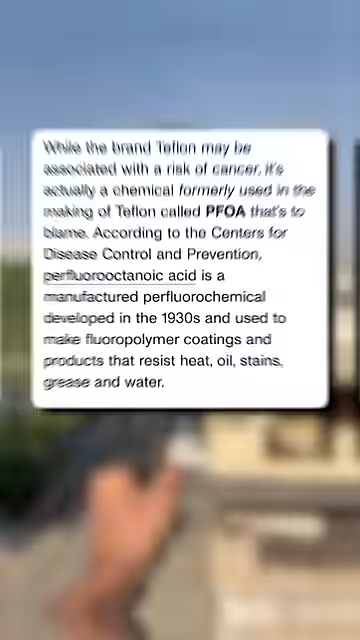 While the brand Teflon may be
associated with a risk of cancer, it's
actually a chemical formerly used in the
making of Teflon called PFOA that's to
blame. According to the Centers for
Disease Control and Prevention,
perfluorooctanoic acid is a
manufactured perfluorochemical
developed in the 1930s and used to
make fluoropolymer coatings and
products that resist heat, oil, stains,
grease and water.